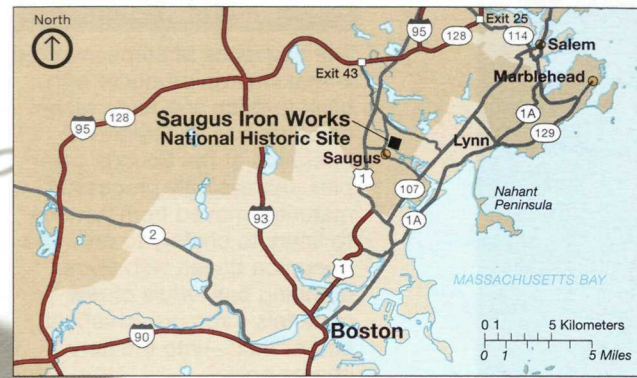 North
95
128
Exit 25
114
Salem
Exit 43
Marblehead
1A
128
95
Saugus Iron Works
National Historic Site
Lynn
129
Saugus
1
107
Nahant
Peninsula
93
1A
2
1
MASSACHUSETTS BAY
Boston
90
0 1 5 Kilometers
0 1 5 Miles